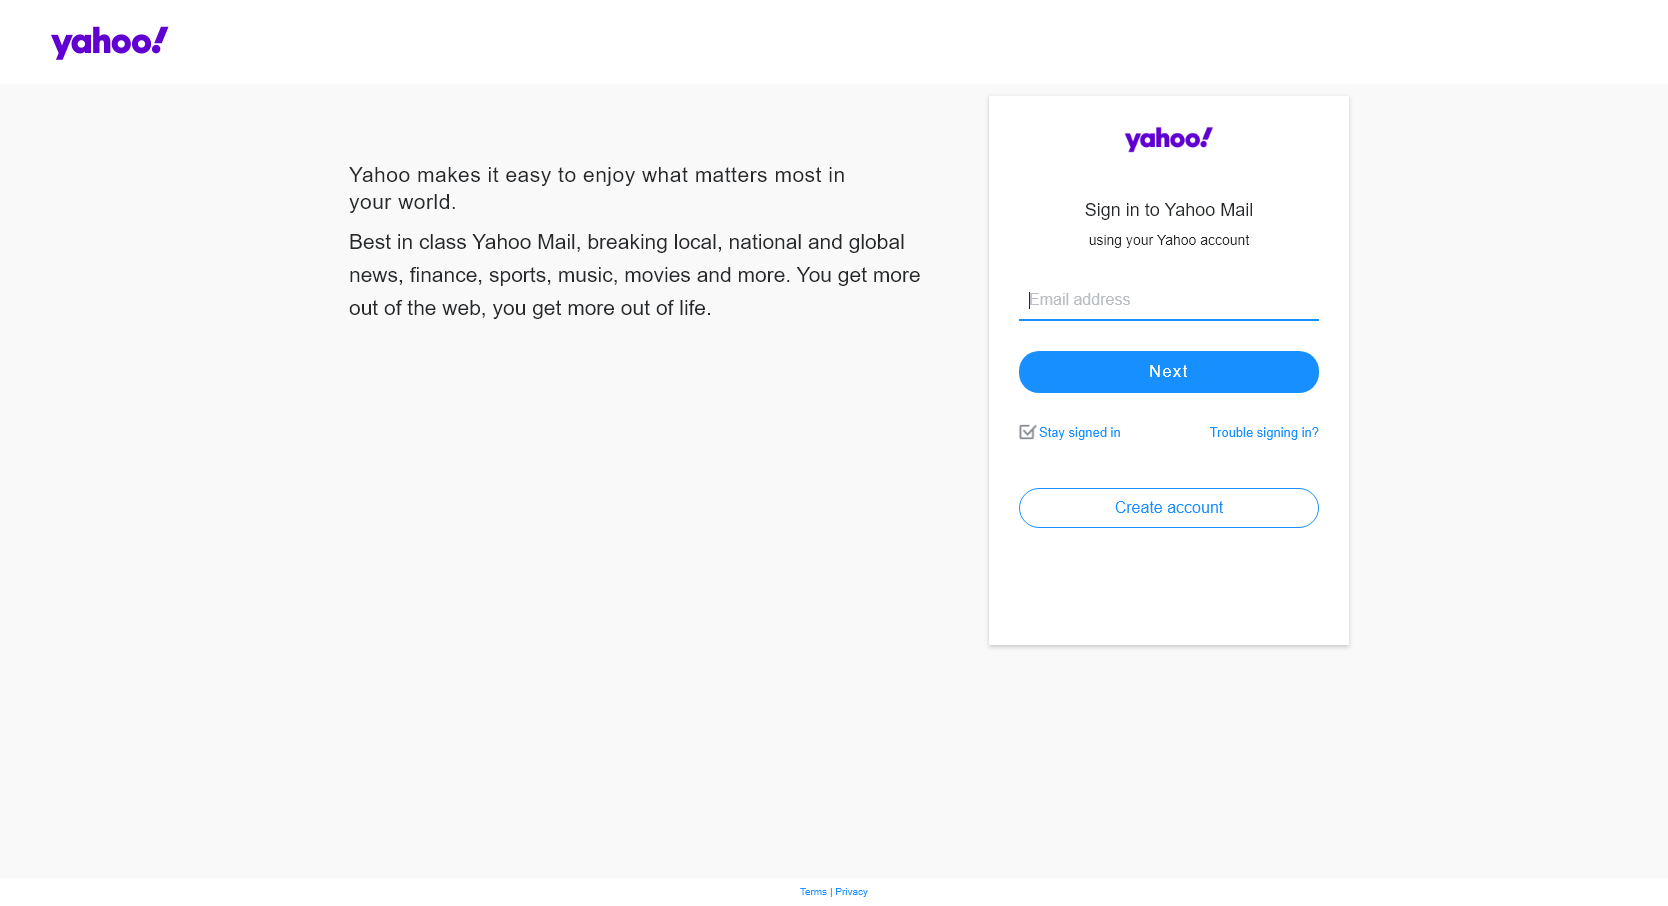 yahoo!
Yahoo makes it easy to enjoy what matters most in
your world.
Best in class Yahoo Mail, breaking local, national and global
news, finance, sports, music, movies and more. You get more
out of the web, you get more out of life.
yahoo!
Sign in to Yahoo Mail
using your Yahoo account
Email address
Next
Stay signed in
Trouble signing in?
Create account
Terms | Privacy